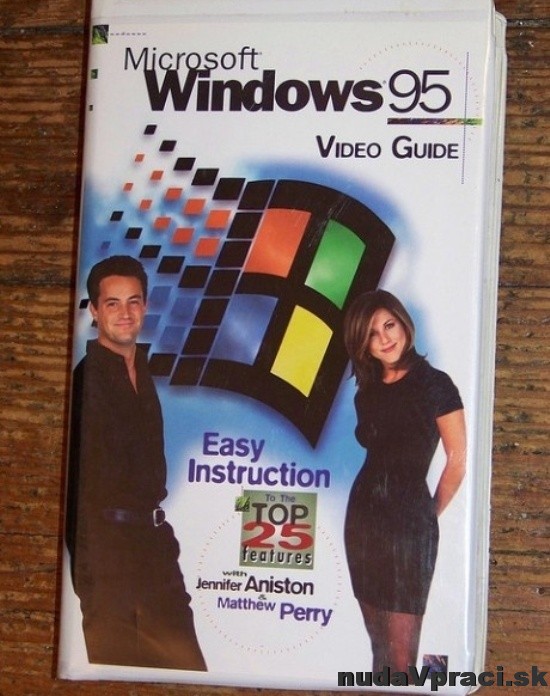 Microsoft
Windows 95
VIDEO GUIDE
Easy
Instruction
To The
TOP
25
features
with
Jennifer Aniston
&
Matthew Perry
nudaVpraci.sk